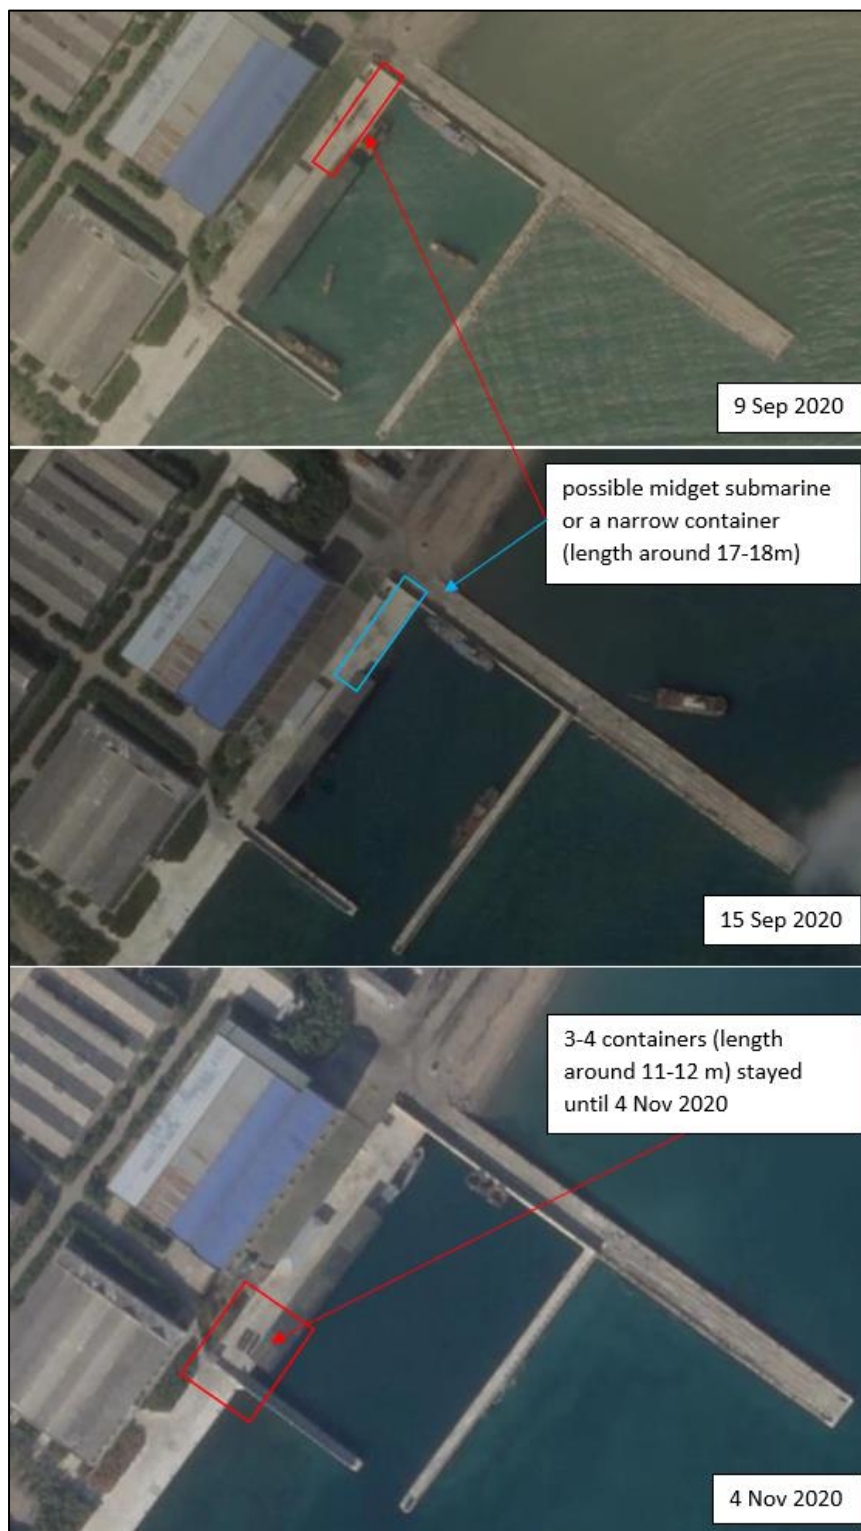 9 Sep 2020
possible midget submarine
or a narrow container
(length around 17-18m)
15 Sep 2020
3-4 containers (length
around 11-12 m) stayed
until 4 Nov 2020
4 Nov 2020